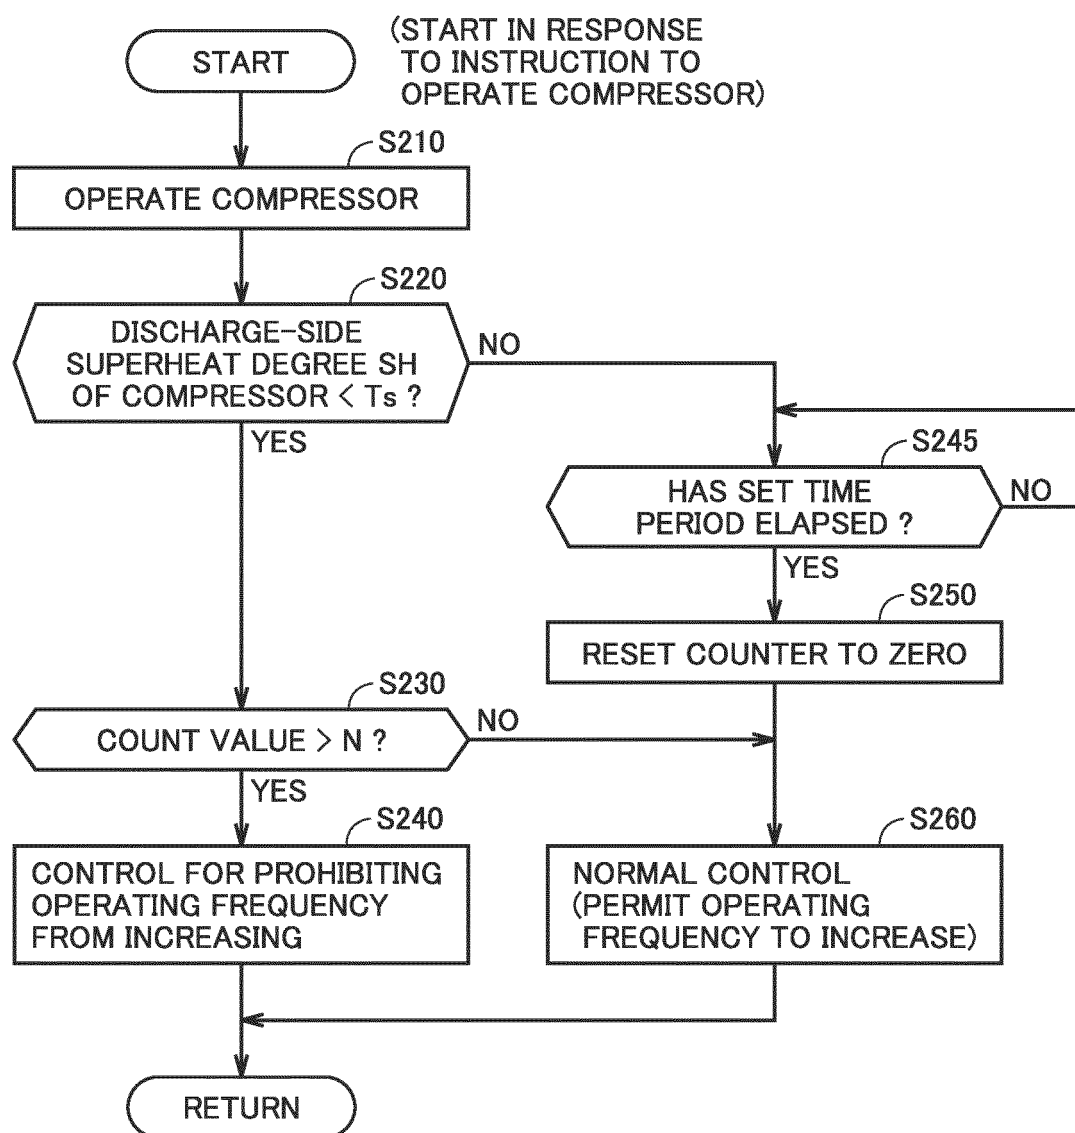 START
(START IN RESPONSE
TO INSTRUCTION TO
OPERATE COMPRESSOR)
S210
OPERATE COMPRESSOR
S220
DISCHARGE-SIDE
SUPERHEAT DEGREE SH
OF COMPRESSOR < Ts ?
NO
YES
S245
HAS SET TIME
PERIOD ELAPSED ?
NO
YES
S250
RESET COUNTER TO ZERO
S230
COUNT VALUE > N ?
NO
YES
S240
CONTROL FOR PROHIBITING
OPERATING FREQUENCY
FROM INCREASING
S260
NORMAL CONTROL
(PERMIT OPERATING
FREQUENCY TO INCREASE)
RETURN